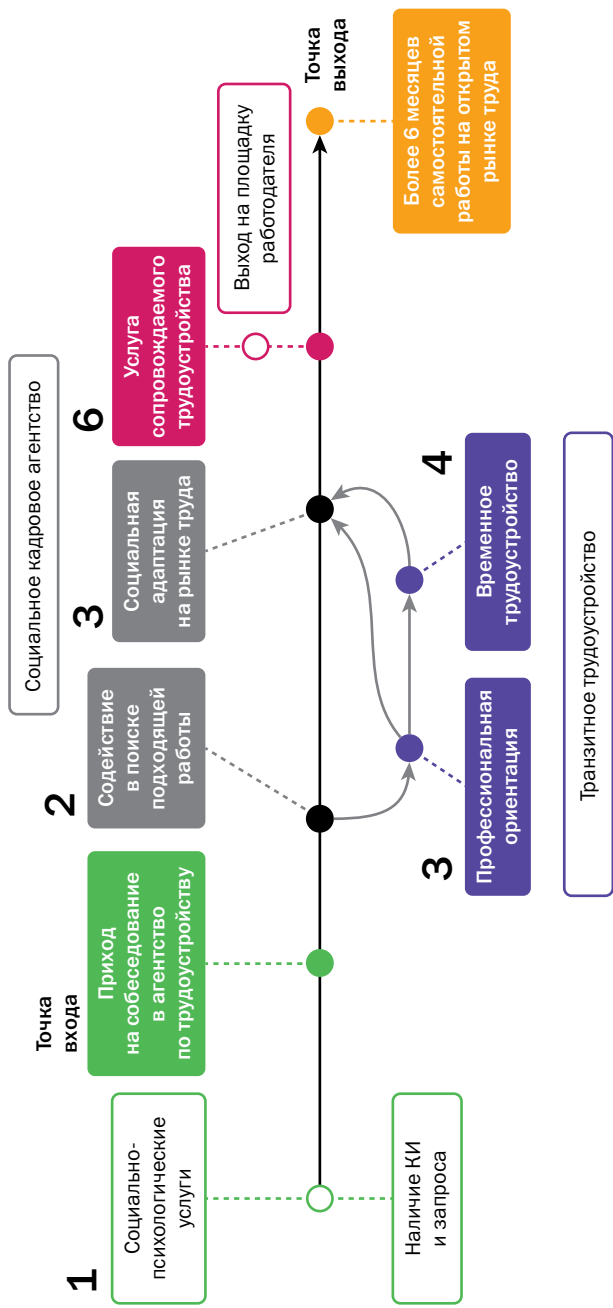 Социальное кадровое агентство
1
Социально-
психологические
услуги
Наличие КИ
и запроса
Точка
входа
Приход
на собеседование
в агентство
по трудоустройству
2
Содействие
в поиске
подходящей
работы
3
Социальная
адаптация
на рынке труда
6
Услуга
сопровождаемого
трудоустройства
Выход на площадку
работодателя
Точка
выхода
Более 6 месяцев
самостоятельной
работы на открытом
рынке труда
3
Профессиональная
ориентация
4
Временное
трудоустройство
Транзитное трудоустройство